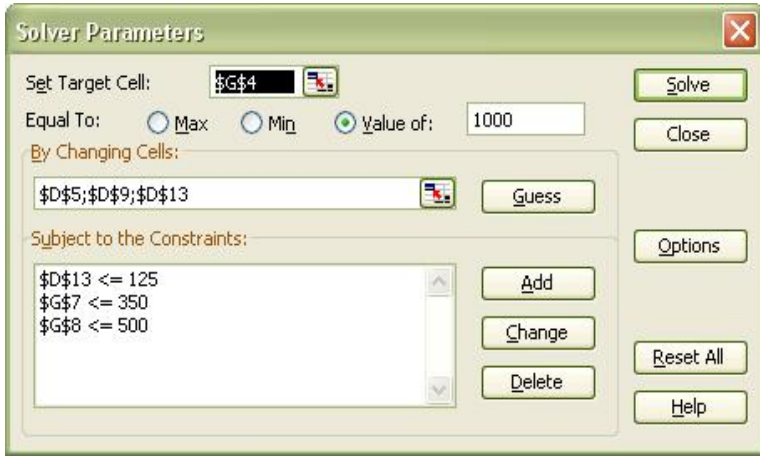 Solver Parameters
Set Target Cell: $G$4
Solve
Equal To: Max Min Value of: 1000
Close
By Changing Cells:
$D$5;$D$9;$D$13
Guess
Subject to the Constraints:
Options
$D$13 <= 125
$G$7 <= 350
$G$8 <= 500
Add
Change
Delete
Reset All
Help